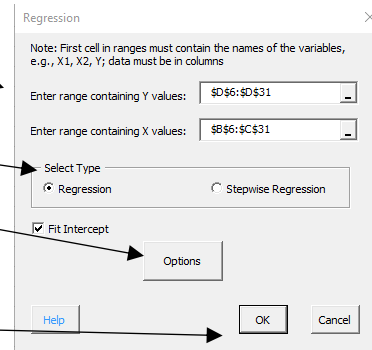 Regression
Note: First cell in ranges must contain the names of the variables,
e.g., X1, X2, Y; data must be in columns
Enter range containing Y values: $D$6:$D$31 _
Enter range containing X values: $B$6:$C$31 _
Select Type
Regression Stepwise Regression
Fit Intercept
Options
Help OK Cancel